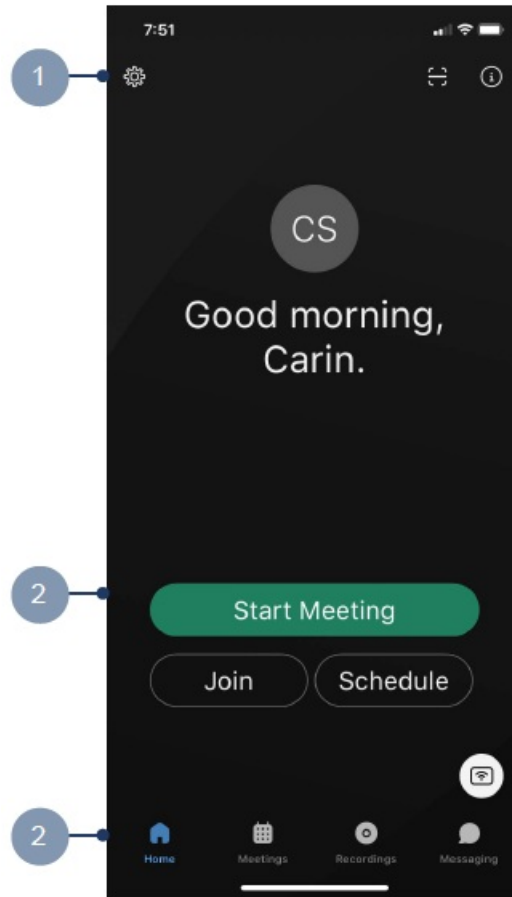 7:51
1
CS
Good morning,
Carin.
2
Start Meeting
Join Schedule
2
Home Meetings Recordings Messaging